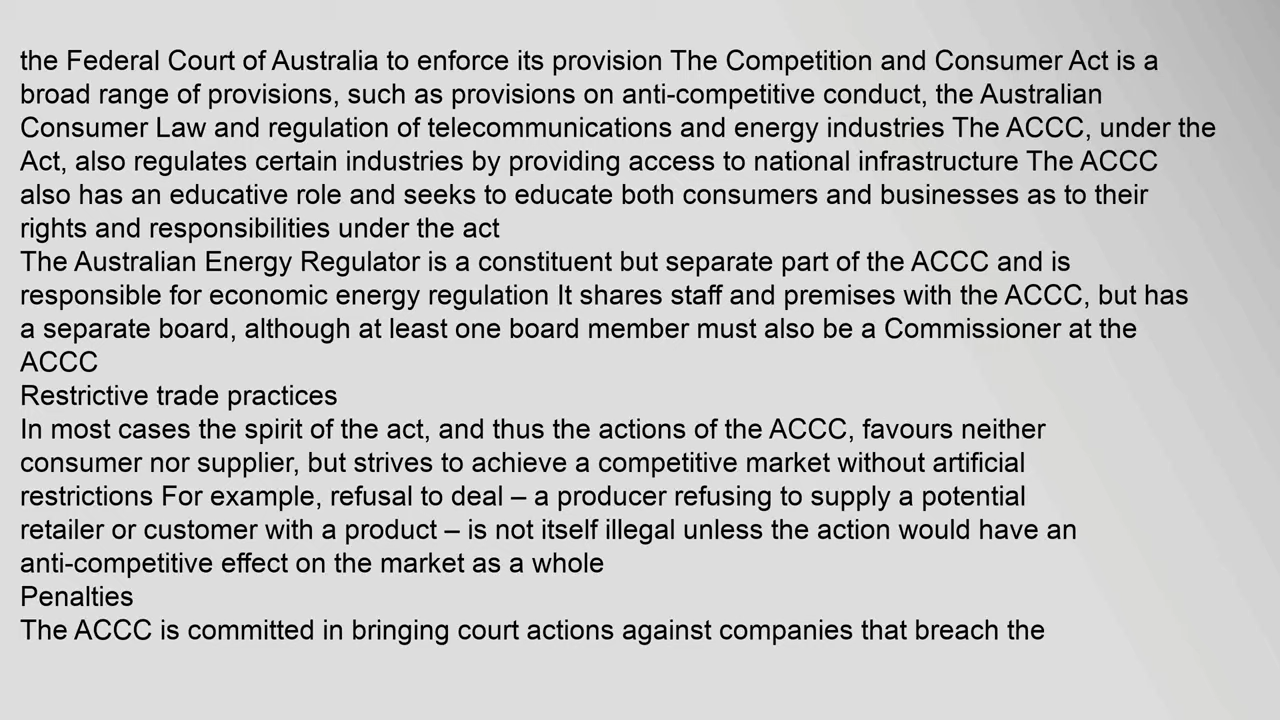 the Federal Court of Australia to enforce its provision The Competition and Consumer Act is a
broad range of provisions, such as provisions on anti-competitive conduct, the Australian
Consumer Law and regulation of telecommunications and energy industries The ACCC, under the
Act, also regulates certain industries by providing access to national infrastructure The ACCC
also has an educative role and seeks to educate both consumers and businesses as to their
rights and responsibilities under the act
The Australian Energy Regulator is a constituent but separate part of the ACCC and is
responsible for economic energy regulation It shares staff and premises with the ACCC, but has
a separate board, although at least one board member must also be a Commissioner at the
ACCC
Restrictive trade practices
In most cases the spirit of the act, and thus the actions of the ACCC, favours neither
consumer nor supplier, but strives to achieve a competitive market without artificial
restrictions For example, refusal to deal – a producer refusing to supply a potential
retailer or customer with a product – is not itself illegal unless the action would have an
anti-competitive effect on the market as a whole
Penalties
The ACCC is committed in bringing court actions against companies that breach the